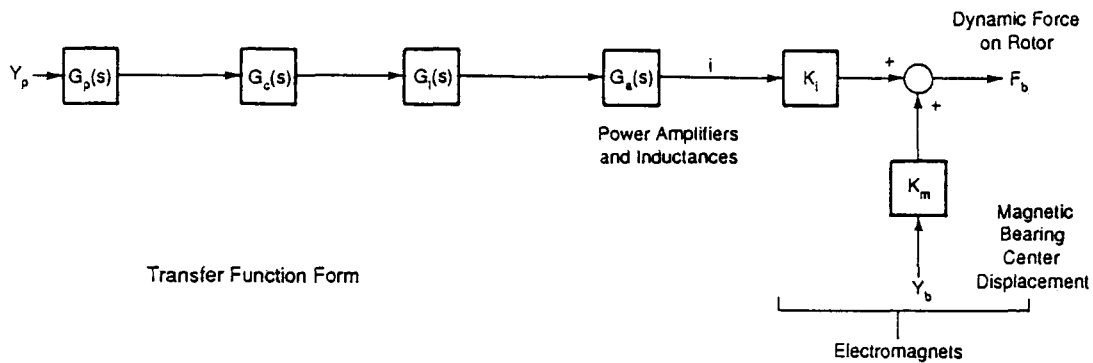 Dynamic Force
on Rotor
Y_p
G_p(s)
G_c(s)
G_i(s)
G_a(s)
i
K_i
+
F_b
+
Power Amplifiers
and Inductances
K_m
Magnetic
Bearing
Center
Displacement
Transfer Function Form
Y_b
Electromagnets